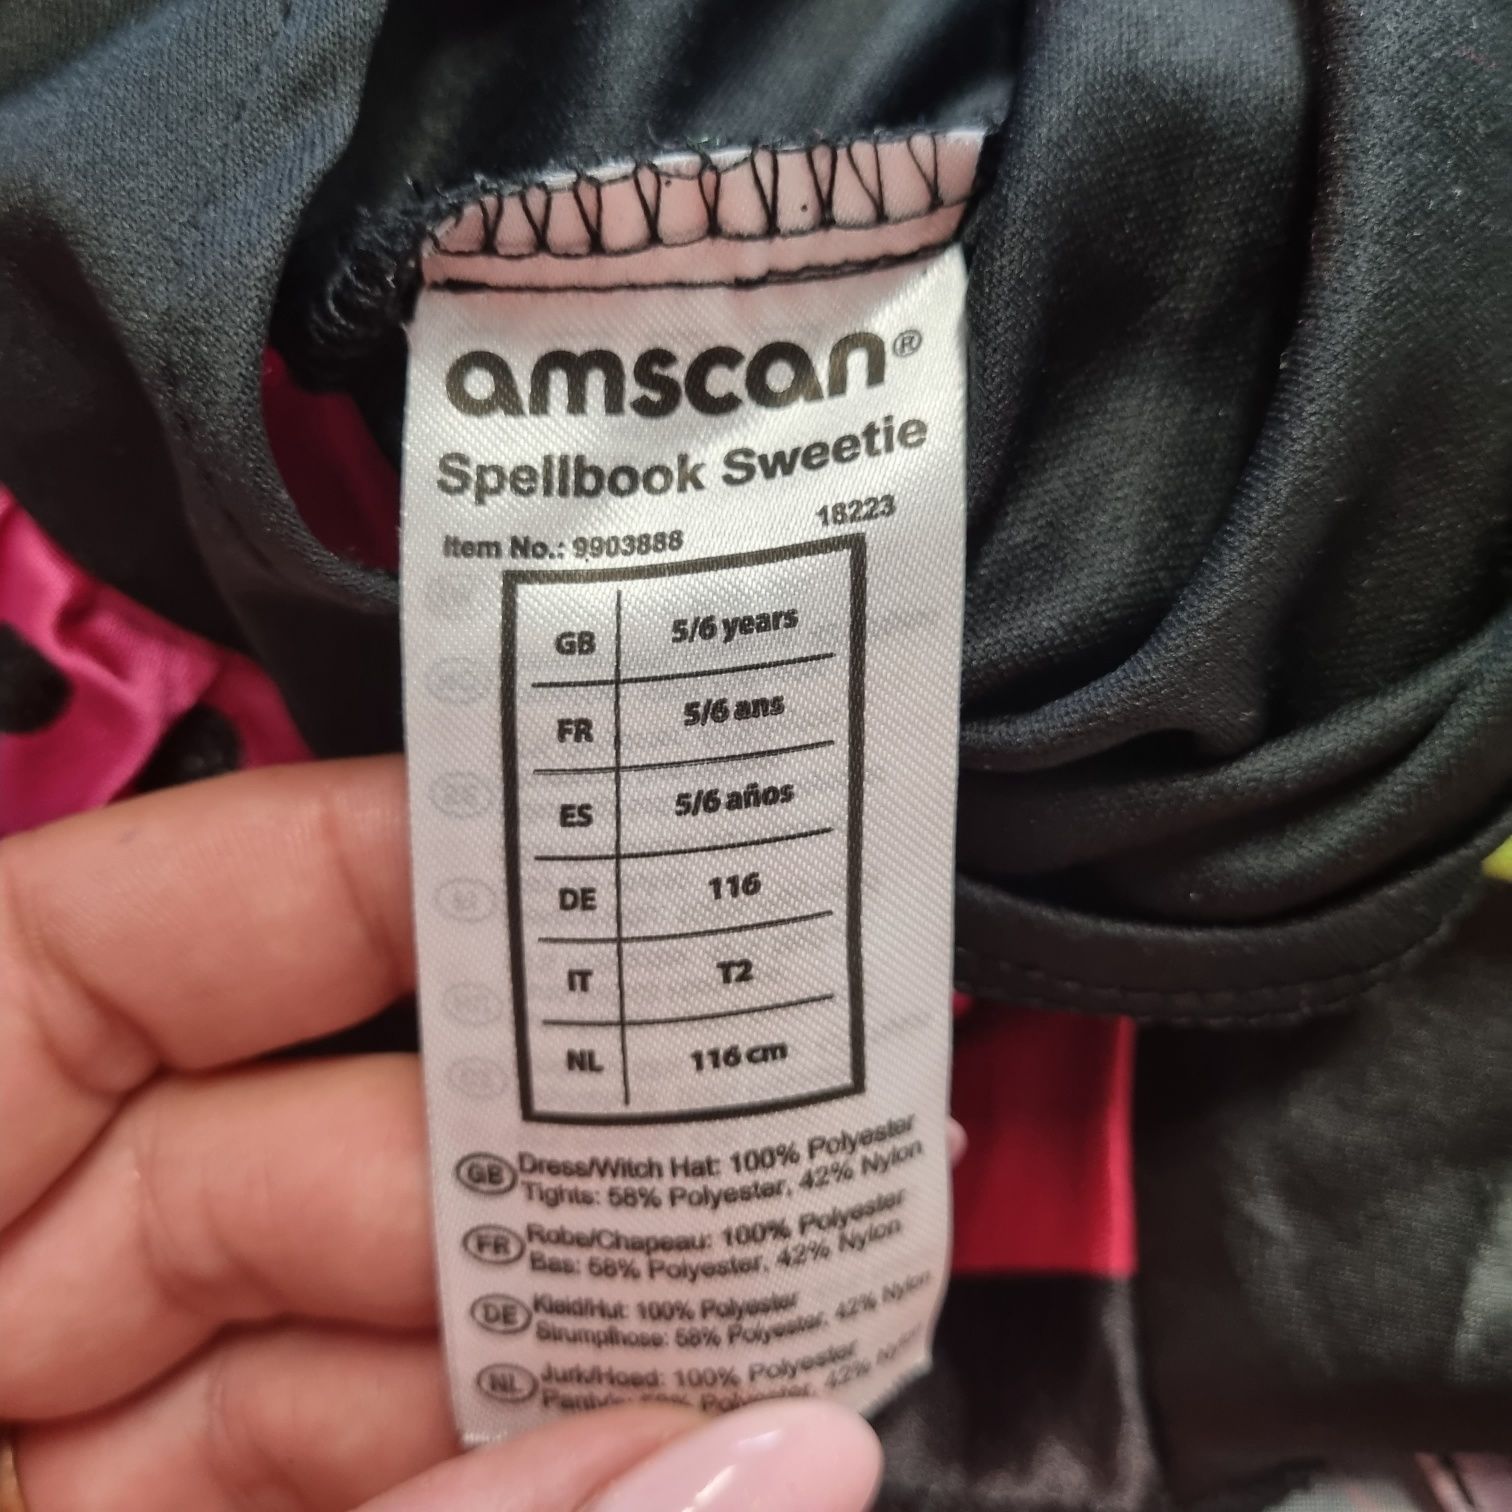 amscan®
Spellbook Sweetie
Item No.: 9903888 18223
GB 5/6 years
FR 5/6 ans
ES 5/6 años
DE 116
IT T2
NL 116 cm
GB Dress/Witch Hat: 100% Polyester
Tights: 58% Polyester, 42% Nylon
FR Robe/Chapeau: 100% Polyester
Bas: 58% Polyester, 42% Nylon
DE Kleid/Hut: 100% Polyester
Strumpfhose: 58% Polyester, 42% Nylon
NL Jurk/Hoed: 100% Polyester
42%